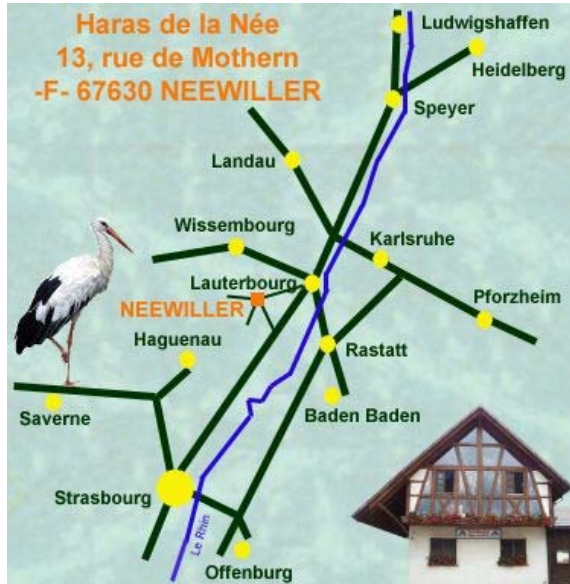 Haras de la Née
13, rue de Mothern
-F- 67630 NEEWILLER
Ludwigshaffen
Heidelberg
Speyer
Landau
Wissembourg
Karlsruhe
Lauterbourg
NEEWILLER
Pforzheim
Haguenau
Rastatt
Saverne
Baden Baden
Strasbourg
Le Rhin
Offenburg